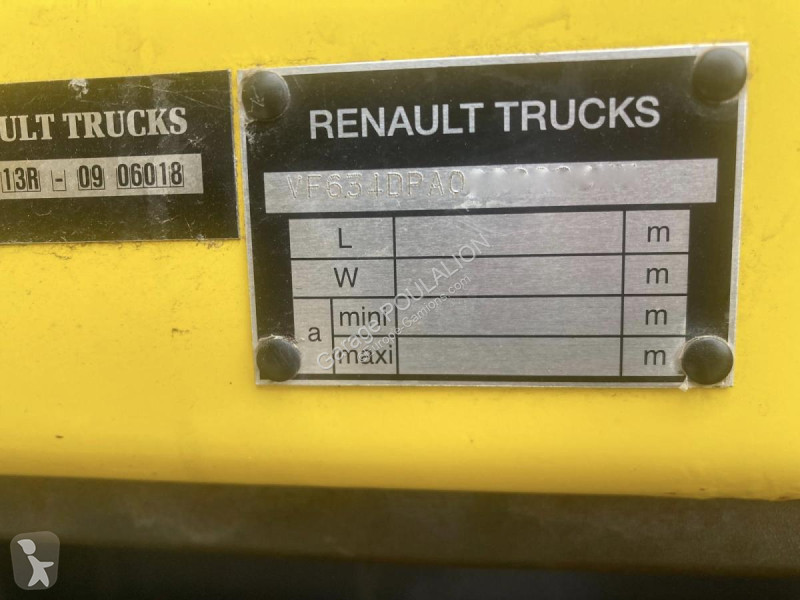 ULT TRUCKS
13R - 09 06018
RENAULT TRUCKS
VF634DPA0
L m
W m
a mini m
maxi m
Garage POULALION